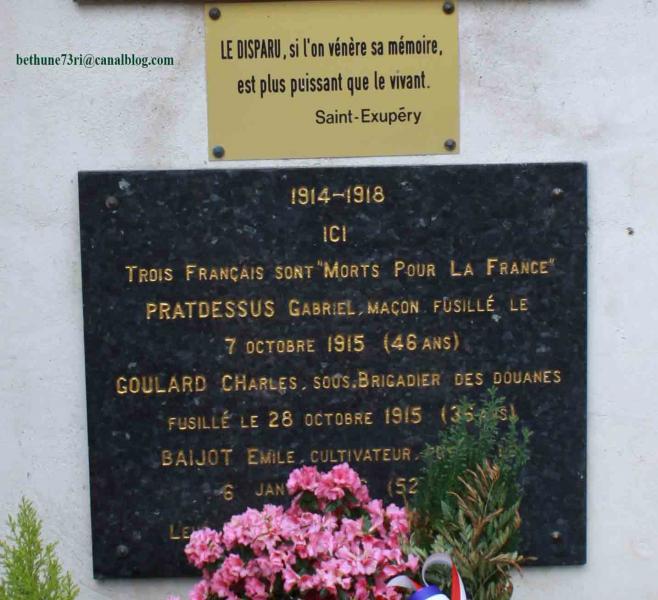 bethune73ri@canalblog.com
LE DISPARU, si l'on vénère sa mémoire,
est plus puissant que le vivant.
Saint-Exupéry
1914-1918
ICI
TROIS FRANÇAIS SONT "MORTS POUR LA FRANCE"
PRATDESSUS GABRIEL, MAÇON FUSILLÉ LE
7 OCTOBRE 1915 (46 ANS)
GOULARD CHARLES, SOUS.BRIGADIER DES DOUANES
FUSILLÉ LE 28 OCTOBRE 1915
BAIJOT EMILE, CULTIVATEUR,
6 (52